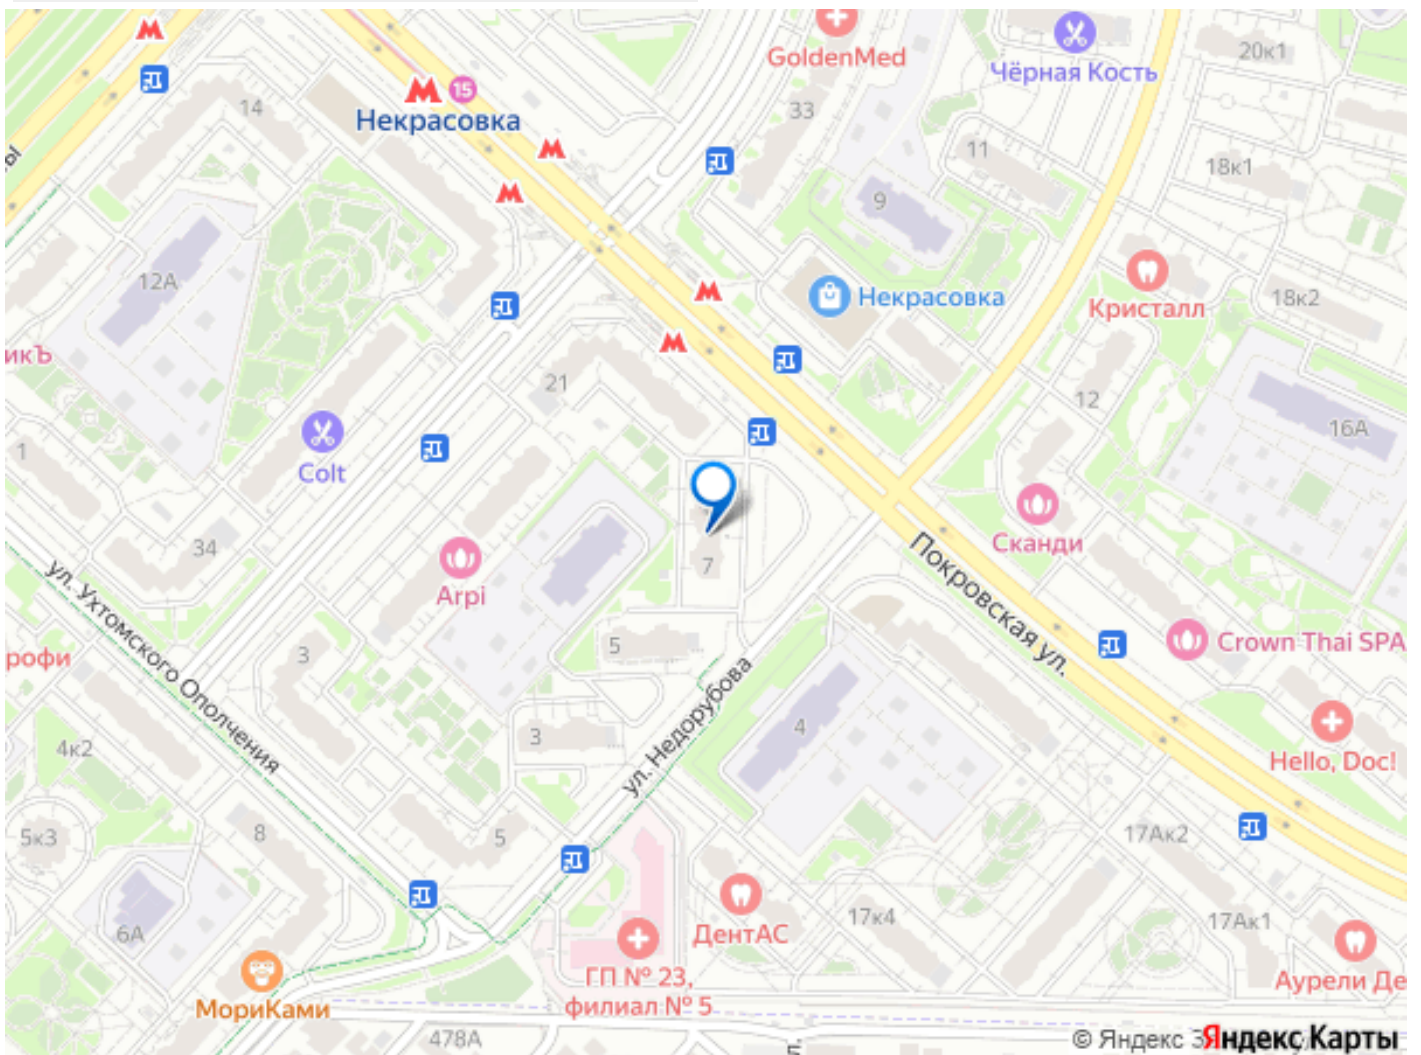 GoldenMed
Чёрная Кость
20к1
15
Некрасовка
14
33
11
18к1
9
12А
Некрасовка
Кристалл
18к2
икЪ
21
12
16А
1
Colt
34
Сканди
7
Arpi
Покровская ул.
ул. Ухтомского Ополчения
рофи
3
5
Crown Thai SPA
ул. Недорубова
4к2
3
4
Hello, Doc!
5к3
8
5
17Ак2
6А
ДентАС
17к4
17Ак1
ГП № 23,
филиал № 5
Аурели Де
МориКами
478А
© Яндекс
Яндекс Карты